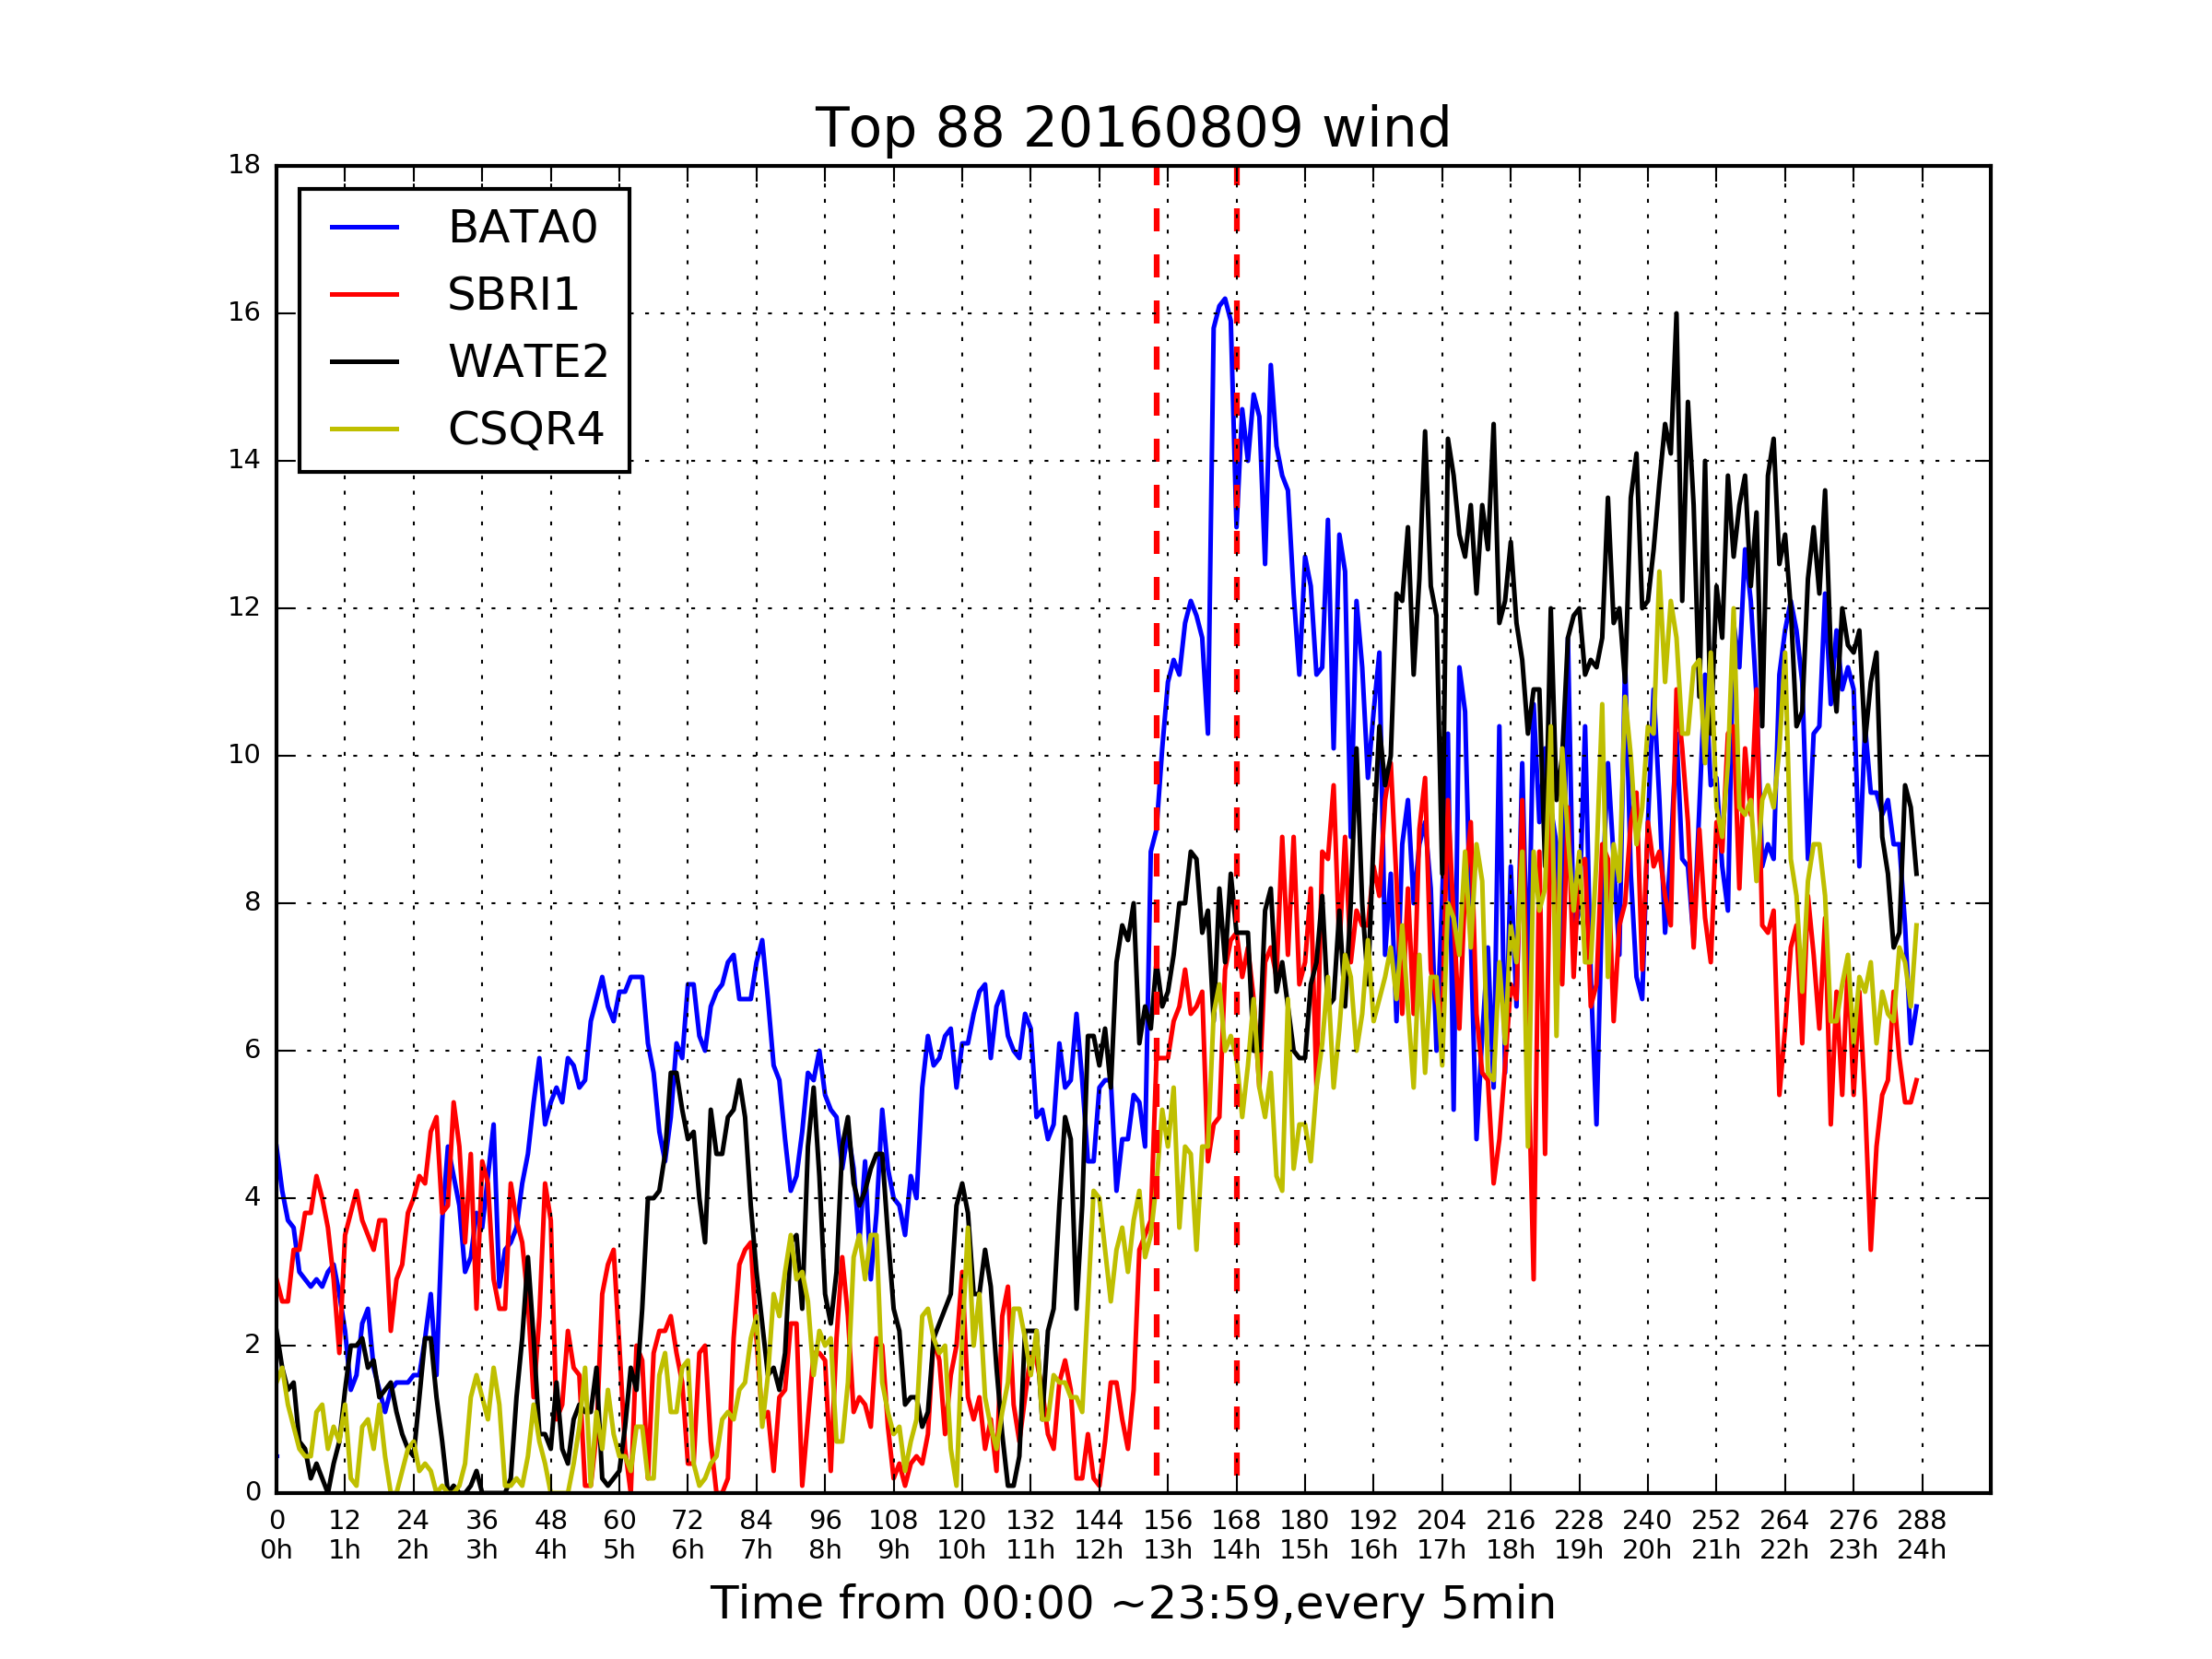 Top 88 20160809 wind
18
16
14
12
10
8
6
4
2
0
BATA0
SBRI1
WATE2
CSQR4
0 12 24 36 48 60 72 84 96 108 120 132 144 156 168 180 192 204 216 228 240 252 264 276 288
0h 1h 2h 3h 4h 5h 6h 7h 8h 9h 10h 11h 12h 13h 14h 15h 16h 17h 18h 19h 20h 21h 22h 23h 24h
Time from 00:00 ~23:59,every 5min